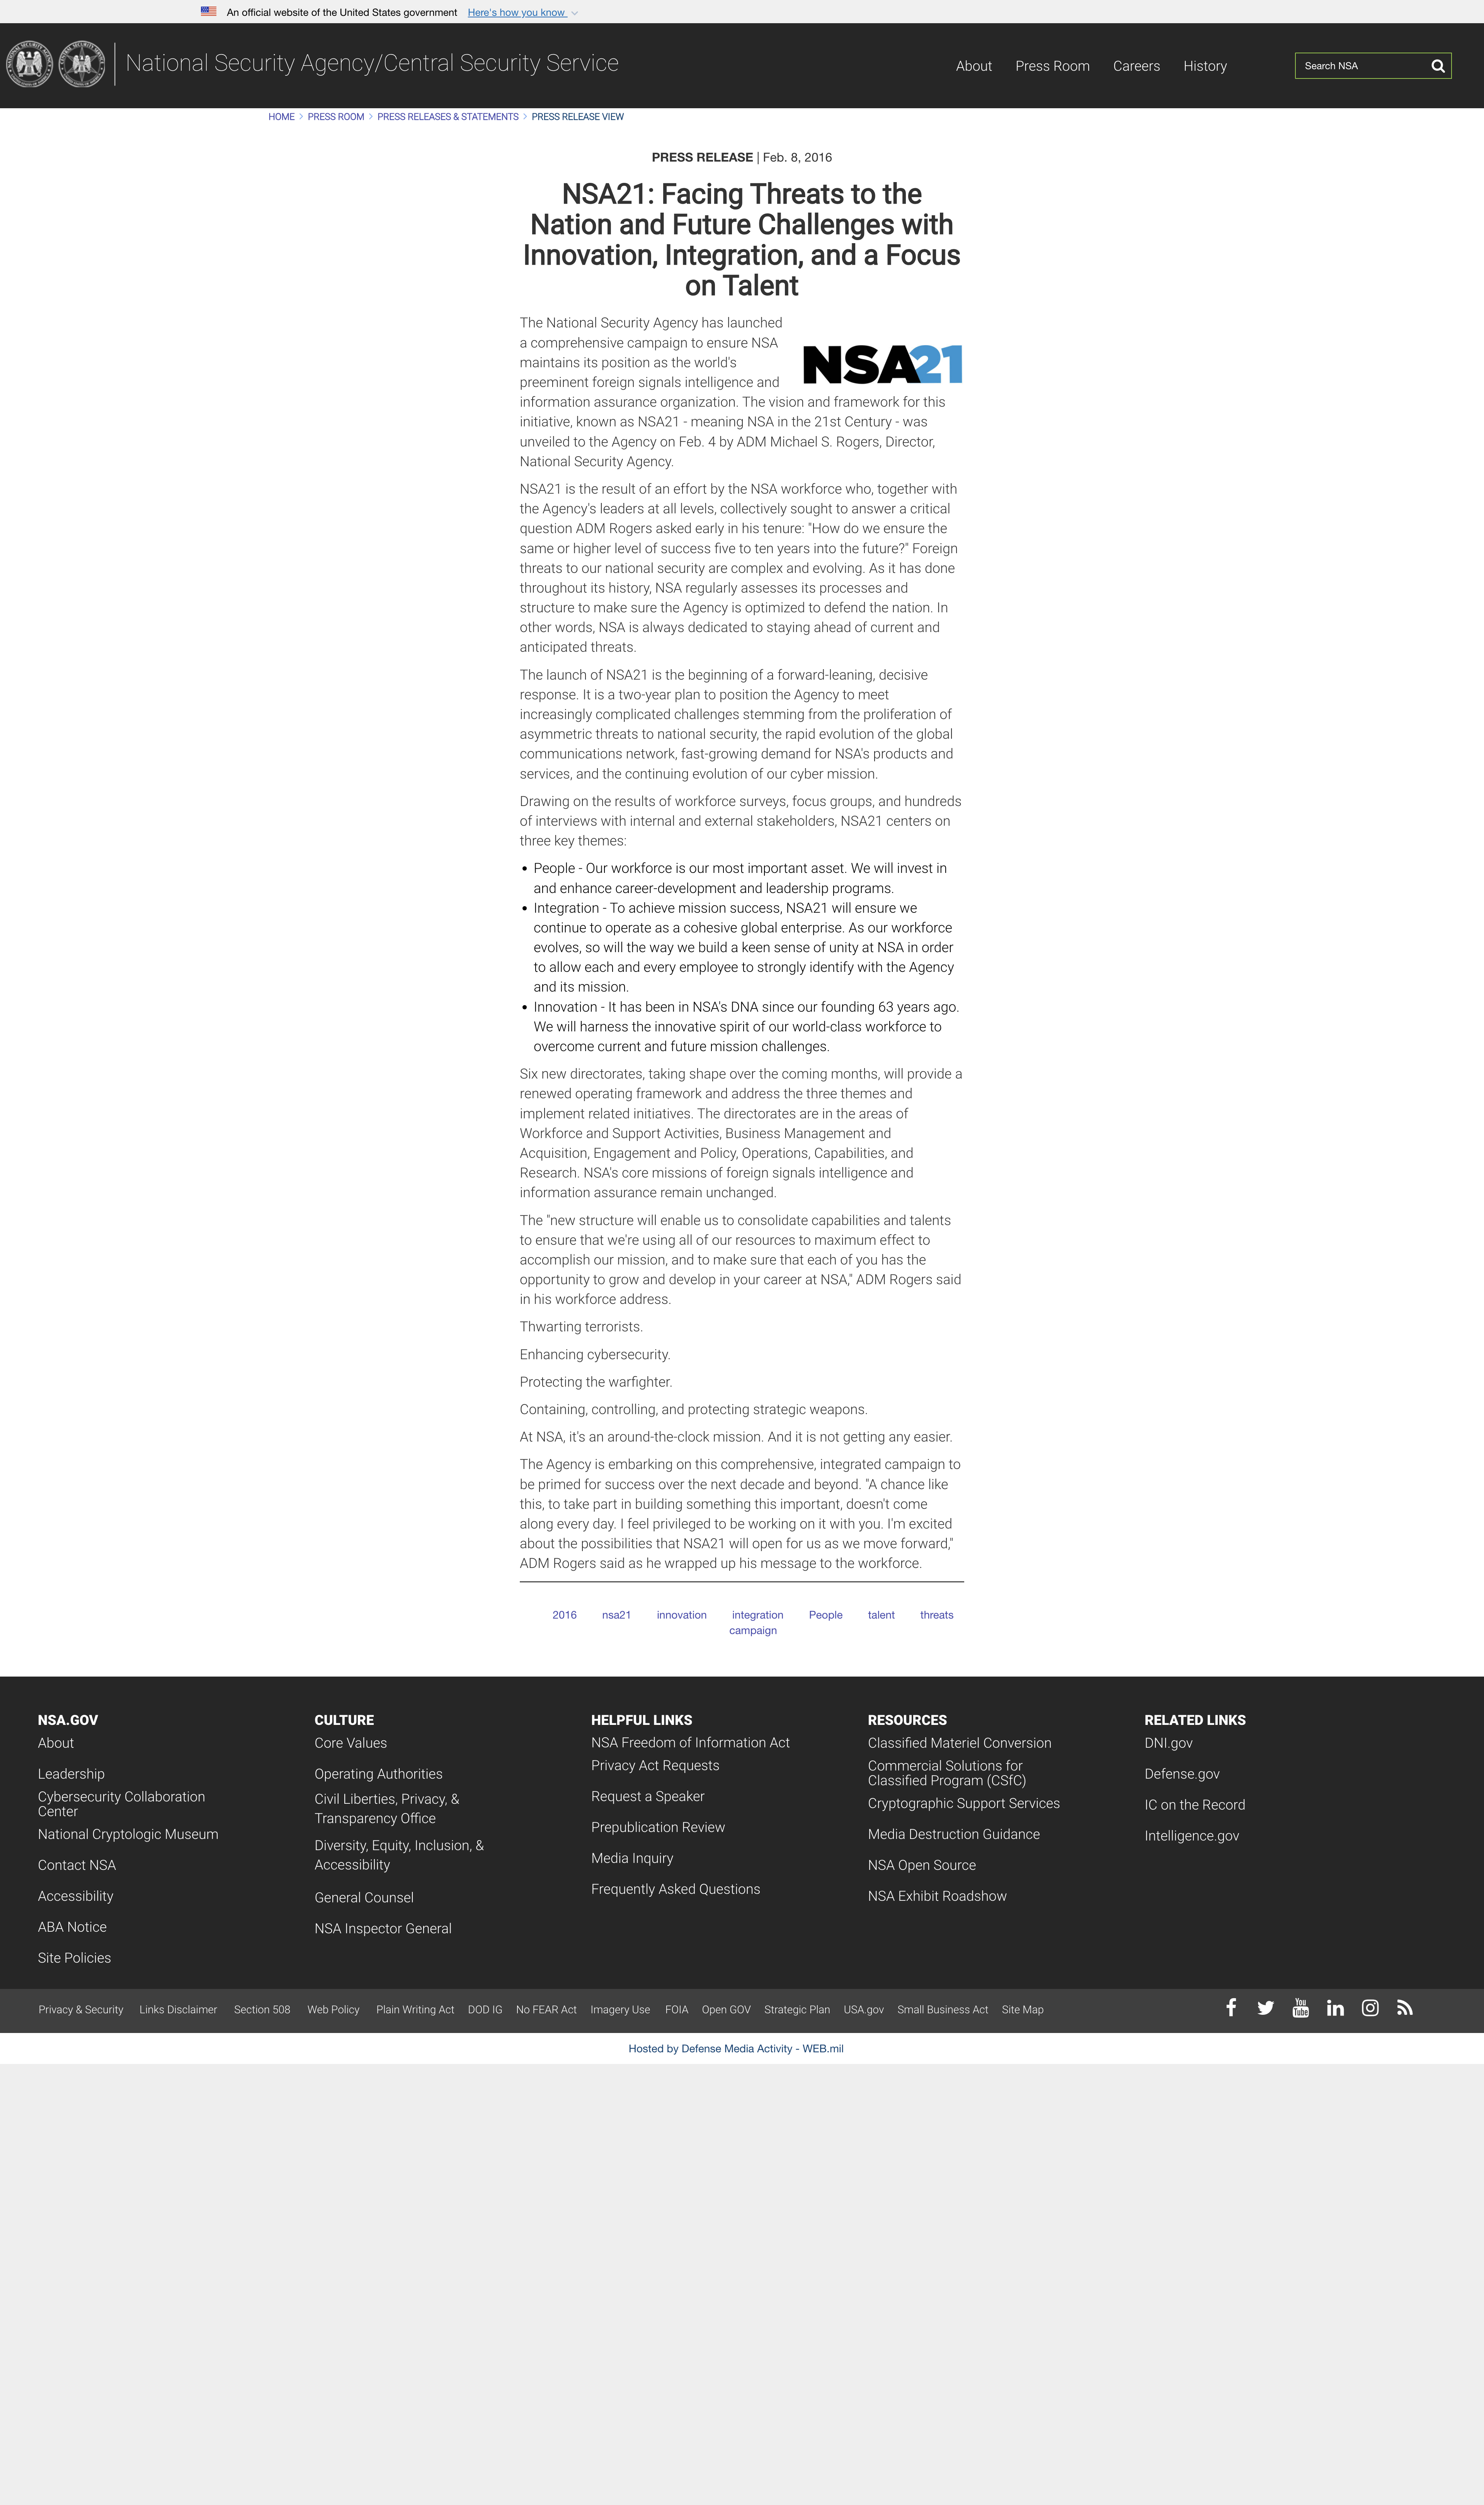 An official website of the United States government Here's how you know
National Security Agency/Central Security Service
About Press Room Careers History
Search NSA
HOME > PRESS ROOM > PRESS RELEASES & STATEMENTS > PRESS RELEASE VIEW
PRESS RELEASE | Feb. 8, 2016
NSA21: Facing Threats to the
Nation and Future Challenges with
Innovation, Integration, and a Focus
on Talent
The National Security Agency has launched
a comprehensive campaign to ensure NSA
maintains its position as the world's
preeminent foreign signals intelligence and
NSA21
information assurance organization. The vision and framework for this
initiative, known as NSA21 - meaning NSA in the 21st Century - was
unveiled to the Agency on Feb. 4 by ADM Michael S. Rogers, Director,
National Security Agency.
NSA21 is the result of an effort by the NSA workforce who, together with
the Agency's leaders at all levels, collectively sought to answer a critical
question ADM Rogers asked early in his tenure: "How do we ensure the
same or higher level of success five to ten years into the future?" Foreign
threats to our national security are complex and evolving. As it has done
throughout its history, NSA regularly assesses its processes and
structure to make sure the Agency is optimized to defend the nation. In
other words, NSA is always dedicated to staying ahead of current and
anticipated threats.
The launch of NSA21 is the beginning of a forward-leaning, decisive
response. It is a two-year plan to position the Agency to meet
increasingly complicated challenges stemming from the proliferation of
asymmetric threats to national security, the rapid evolution of the global
communications network, fast-growing demand for NSA's products and
services, and the continuing evolution of our cyber mission.
Drawing on the results of workforce surveys, focus groups, and hundreds
of interviews with internal and external stakeholders, NSA21 centers on
three key themes:
• People - Our workforce is our most important asset. We will invest in
and enhance career-development and leadership programs.
• Integration - To achieve mission success, NSA21 will ensure we
continue to operate as a cohesive global enterprise. As our workforce
evolves, so will the way we build a keen sense of unity at NSA in order
to allow each and every employee to strongly identify with the Agency
and its mission.
• Innovation - It has been in NSA's DNA since our founding 63 years ago.
We will harness the innovative spirit of our world-class workforce to
overcome current and future mission challenges.
Six new directorates, taking shape over the coming months, will provide a
renewed operating framework and address the three themes and
implement related initiatives. The directorates are in the areas of
Workforce and Support Activities, Business Management and
Acquisition, Engagement and Policy, Operations, Capabilities, and
Research. NSA's core missions of foreign signals intelligence and
information assurance remain unchanged.
The "new structure will enable us to consolidate capabilities and talents
to ensure that we're using all of our resources to maximum effect to
accomplish our mission, and to make sure that each of you has the
opportunity to grow and develop in your career at NSA," ADM Rogers said
in his workforce address.
Thwarting terrorists.
Enhancing cybersecurity.
Protecting the warfighter.
Containing, controlling, and protecting strategic weapons.
At NSA, it's an around-the-clock mission. And it is not getting any easier.
The Agency is embarking on this comprehensive, integrated campaign to
be primed for success over the next decade and beyond. "A chance like
this, to take part in building something this important, doesn't come
along every day. I feel privileged to be working on it with you. I'm excited
about the possibilities that NSA21 will open for us as we move forward,"
ADM Rogers said as he wrapped up his message to the workforce.
2016 nsa21 innovation integration People talent threats
campaign
NSA.GOV
About
Leadership
Cybersecurity Collaboration
Center
National Cryptologic Museum
Contact NSA
Accessibility
ABA Notice
Site Policies
CULTURE
Core Values
Operating Authorities
Civil Liberties, Privacy, &
Transparency Office
Diversity, Equity, Inclusion, &
Accessibility
General Counsel
NSA Inspector General
HELPFUL LINKS
NSA Freedom of Information Act
Privacy Act Requests
Request a Speaker
Prepublication Review
Media Inquiry
Frequently Asked Questions
RESOURCES
Classified Materiel Conversion
Commercial Solutions for
Classified Program (CSfC)
Cryptographic Support Services
Media Destruction Guidance
NSA Open Source
NSA Exhibit Roadshow
RELATED LINKS
DNI.gov
Defense.gov
IC on the Record
Intelligence.gov
Privacy & Security Links Disclaimer Section 508 Web Policy Plain Writing Act DOD IG No FEAR Act Imagery Use FOIA Open GOV Strategic Plan USA.gov Small Business Act Site Map
You Tube
Hosted by Defense Media Activity - WEB.mil